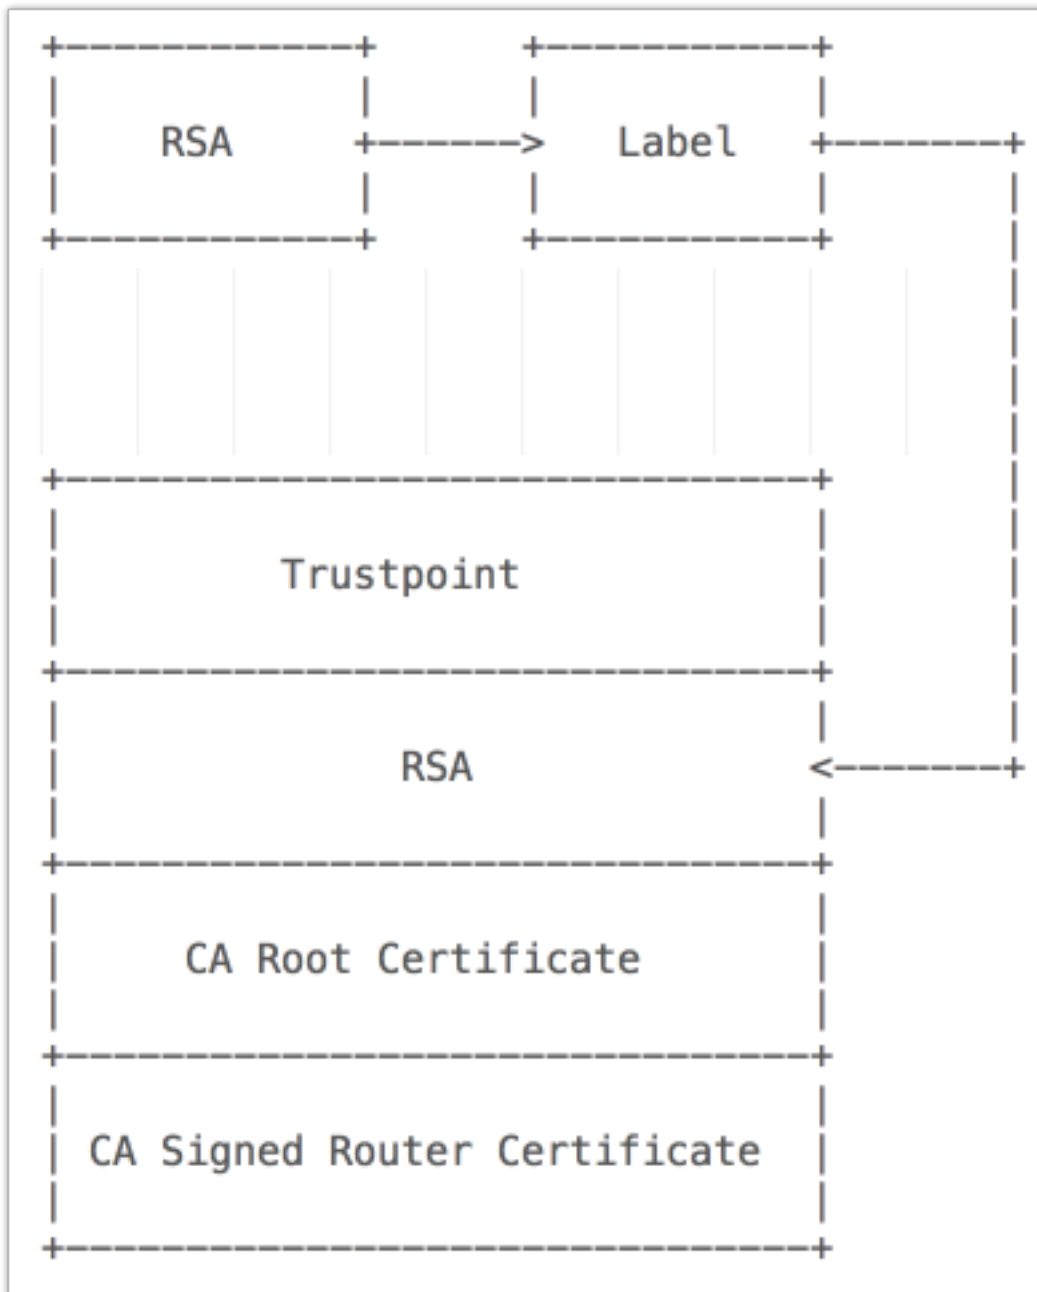 RSA Label
Trustpoint
RSA
CA Root Certificate
CA Signed Router Certificate